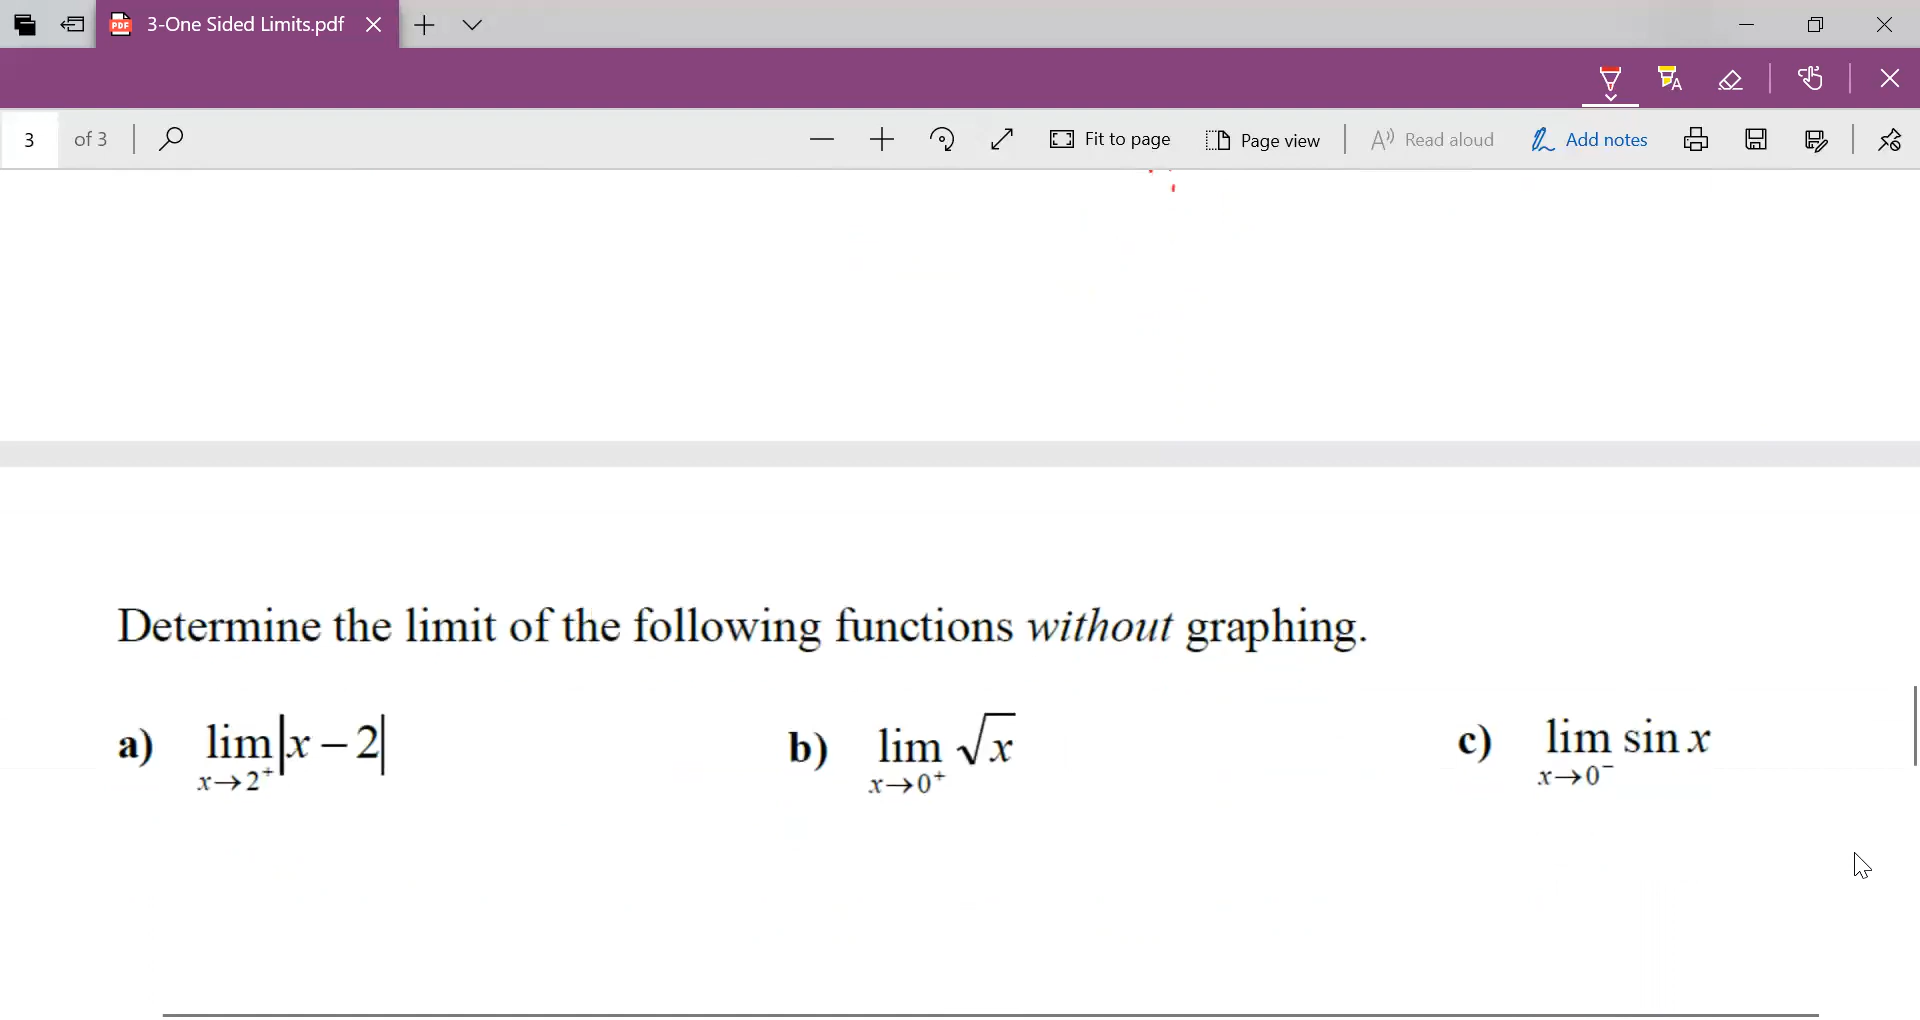 3-One Sided Limits.pdf
3 of 3 Fit to page Page view Read aloud Add notes
Determine the limit of the following functions without graphing.
a) lim x→2⁺ |x − 2| b) lim x→0⁺ √x c) lim x→0⁻ sin x